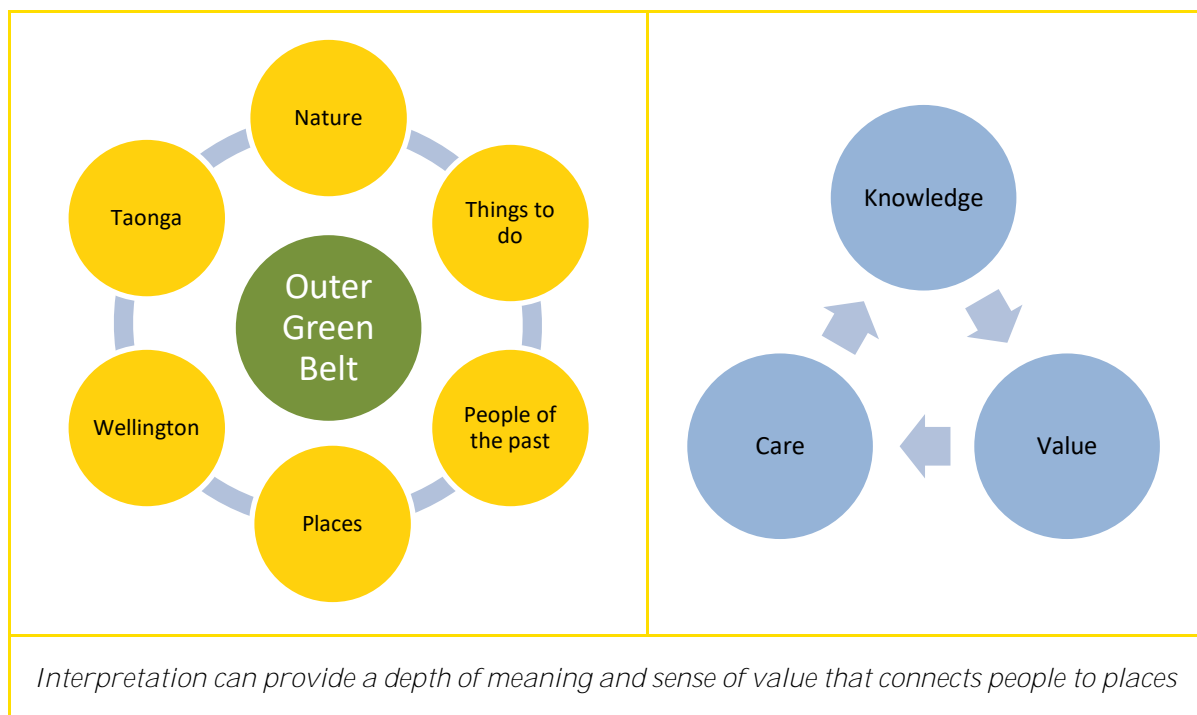 Nature
Things to
do
People of
the past
Places
Wellington
Taonga
Outer
Green
Belt
Knowledge
Value
Care
Interpretation can provide a depth of meaning and sense of value that connects people to places